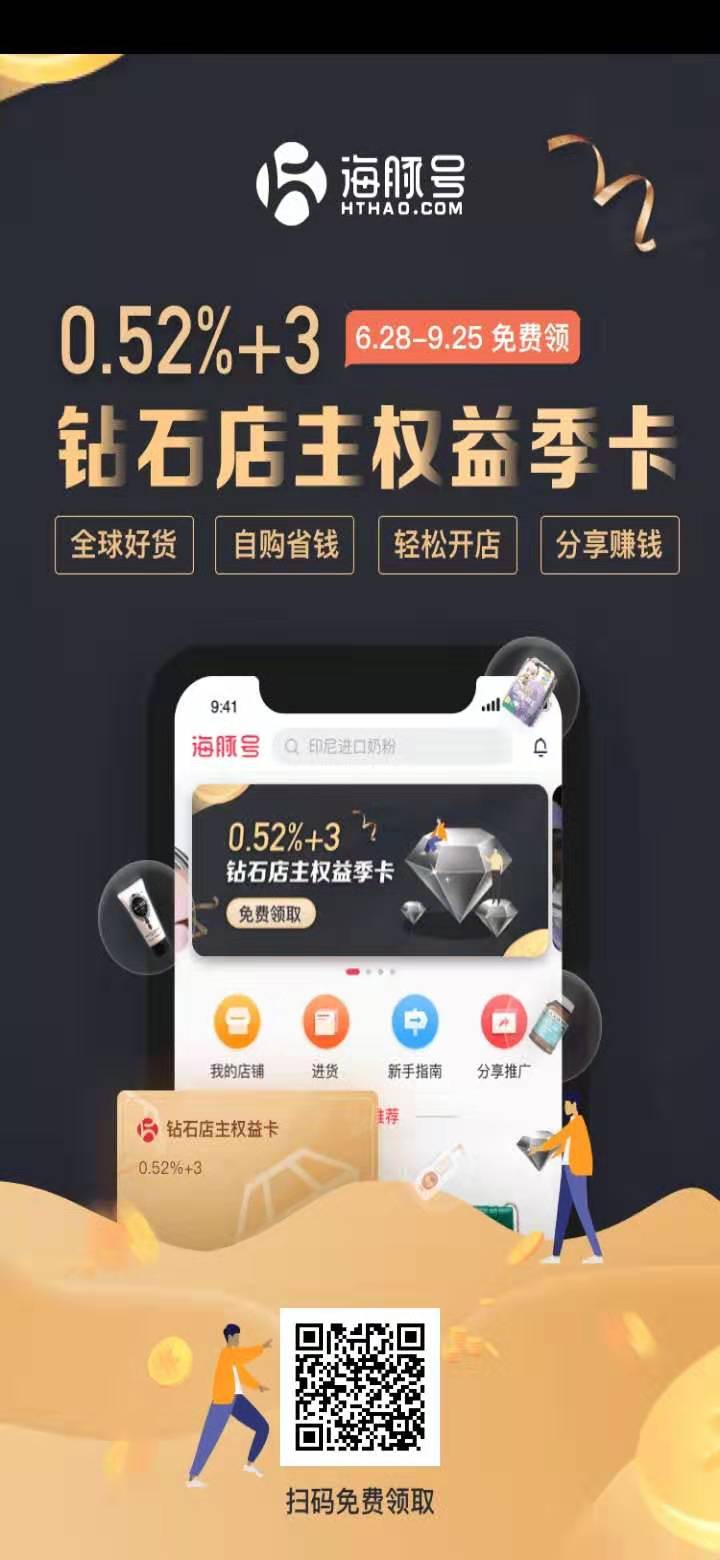 海豚号
HTHAO.COM
0.52%+3
6.28-9.25 免费领
钻石店主权益季卡
全球好货
自购省钱
轻松开店
分享赚钱
9:41
海豚号
印尼进口奶粉
0.52%+3
钻石店主权益季卡
免费领取
我的店铺
进货
新手指南
分享推广
推荐
钻石店主权益卡
0.52%+3
扫码免费领取